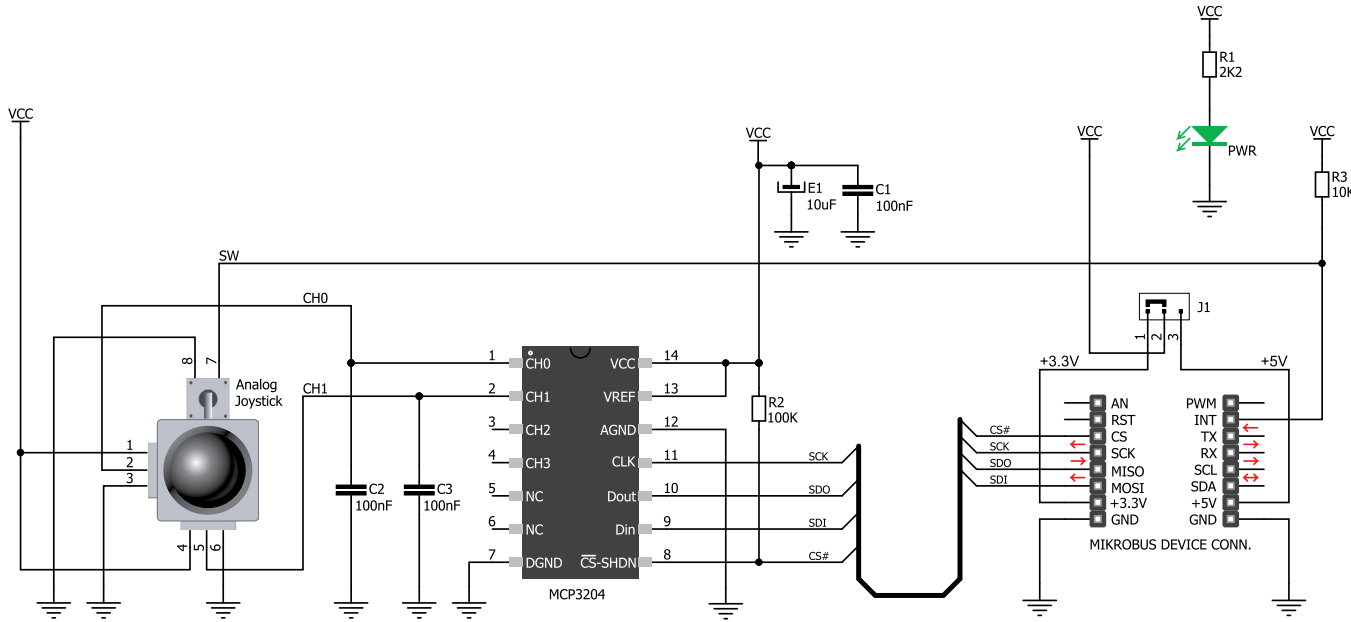 VCC
R1
2K2
PWR
VCC
VCC
VCC
VCC
R3
10K
E1
10uF
C1
100nF
SW
CH0
CH1
8
7
Analog
Joystick
1
2
3
4
5
6
C2
100nF
C3
100nF
1
2
3
4
5
6
7
CH0
CH1
CH2
CH3
NC
NC
DGND
VCC
VREF
AGND
CLK
Dout
Din
CS-SHDN
14
13
12
11
10
9
8
MCP3204
R2
100K
SCK
SDO
SDI
CS#
CS#
SCK
SDO
SDI
J1
1
2
3
+3.3V
+5V
AN
RST
CS
SCK
MISO
MOSI
+3.3V
GND
PWM
INT
TX
RX
SCL
SDA
+5V
GND
MIKROBUS DEVICE CONN.